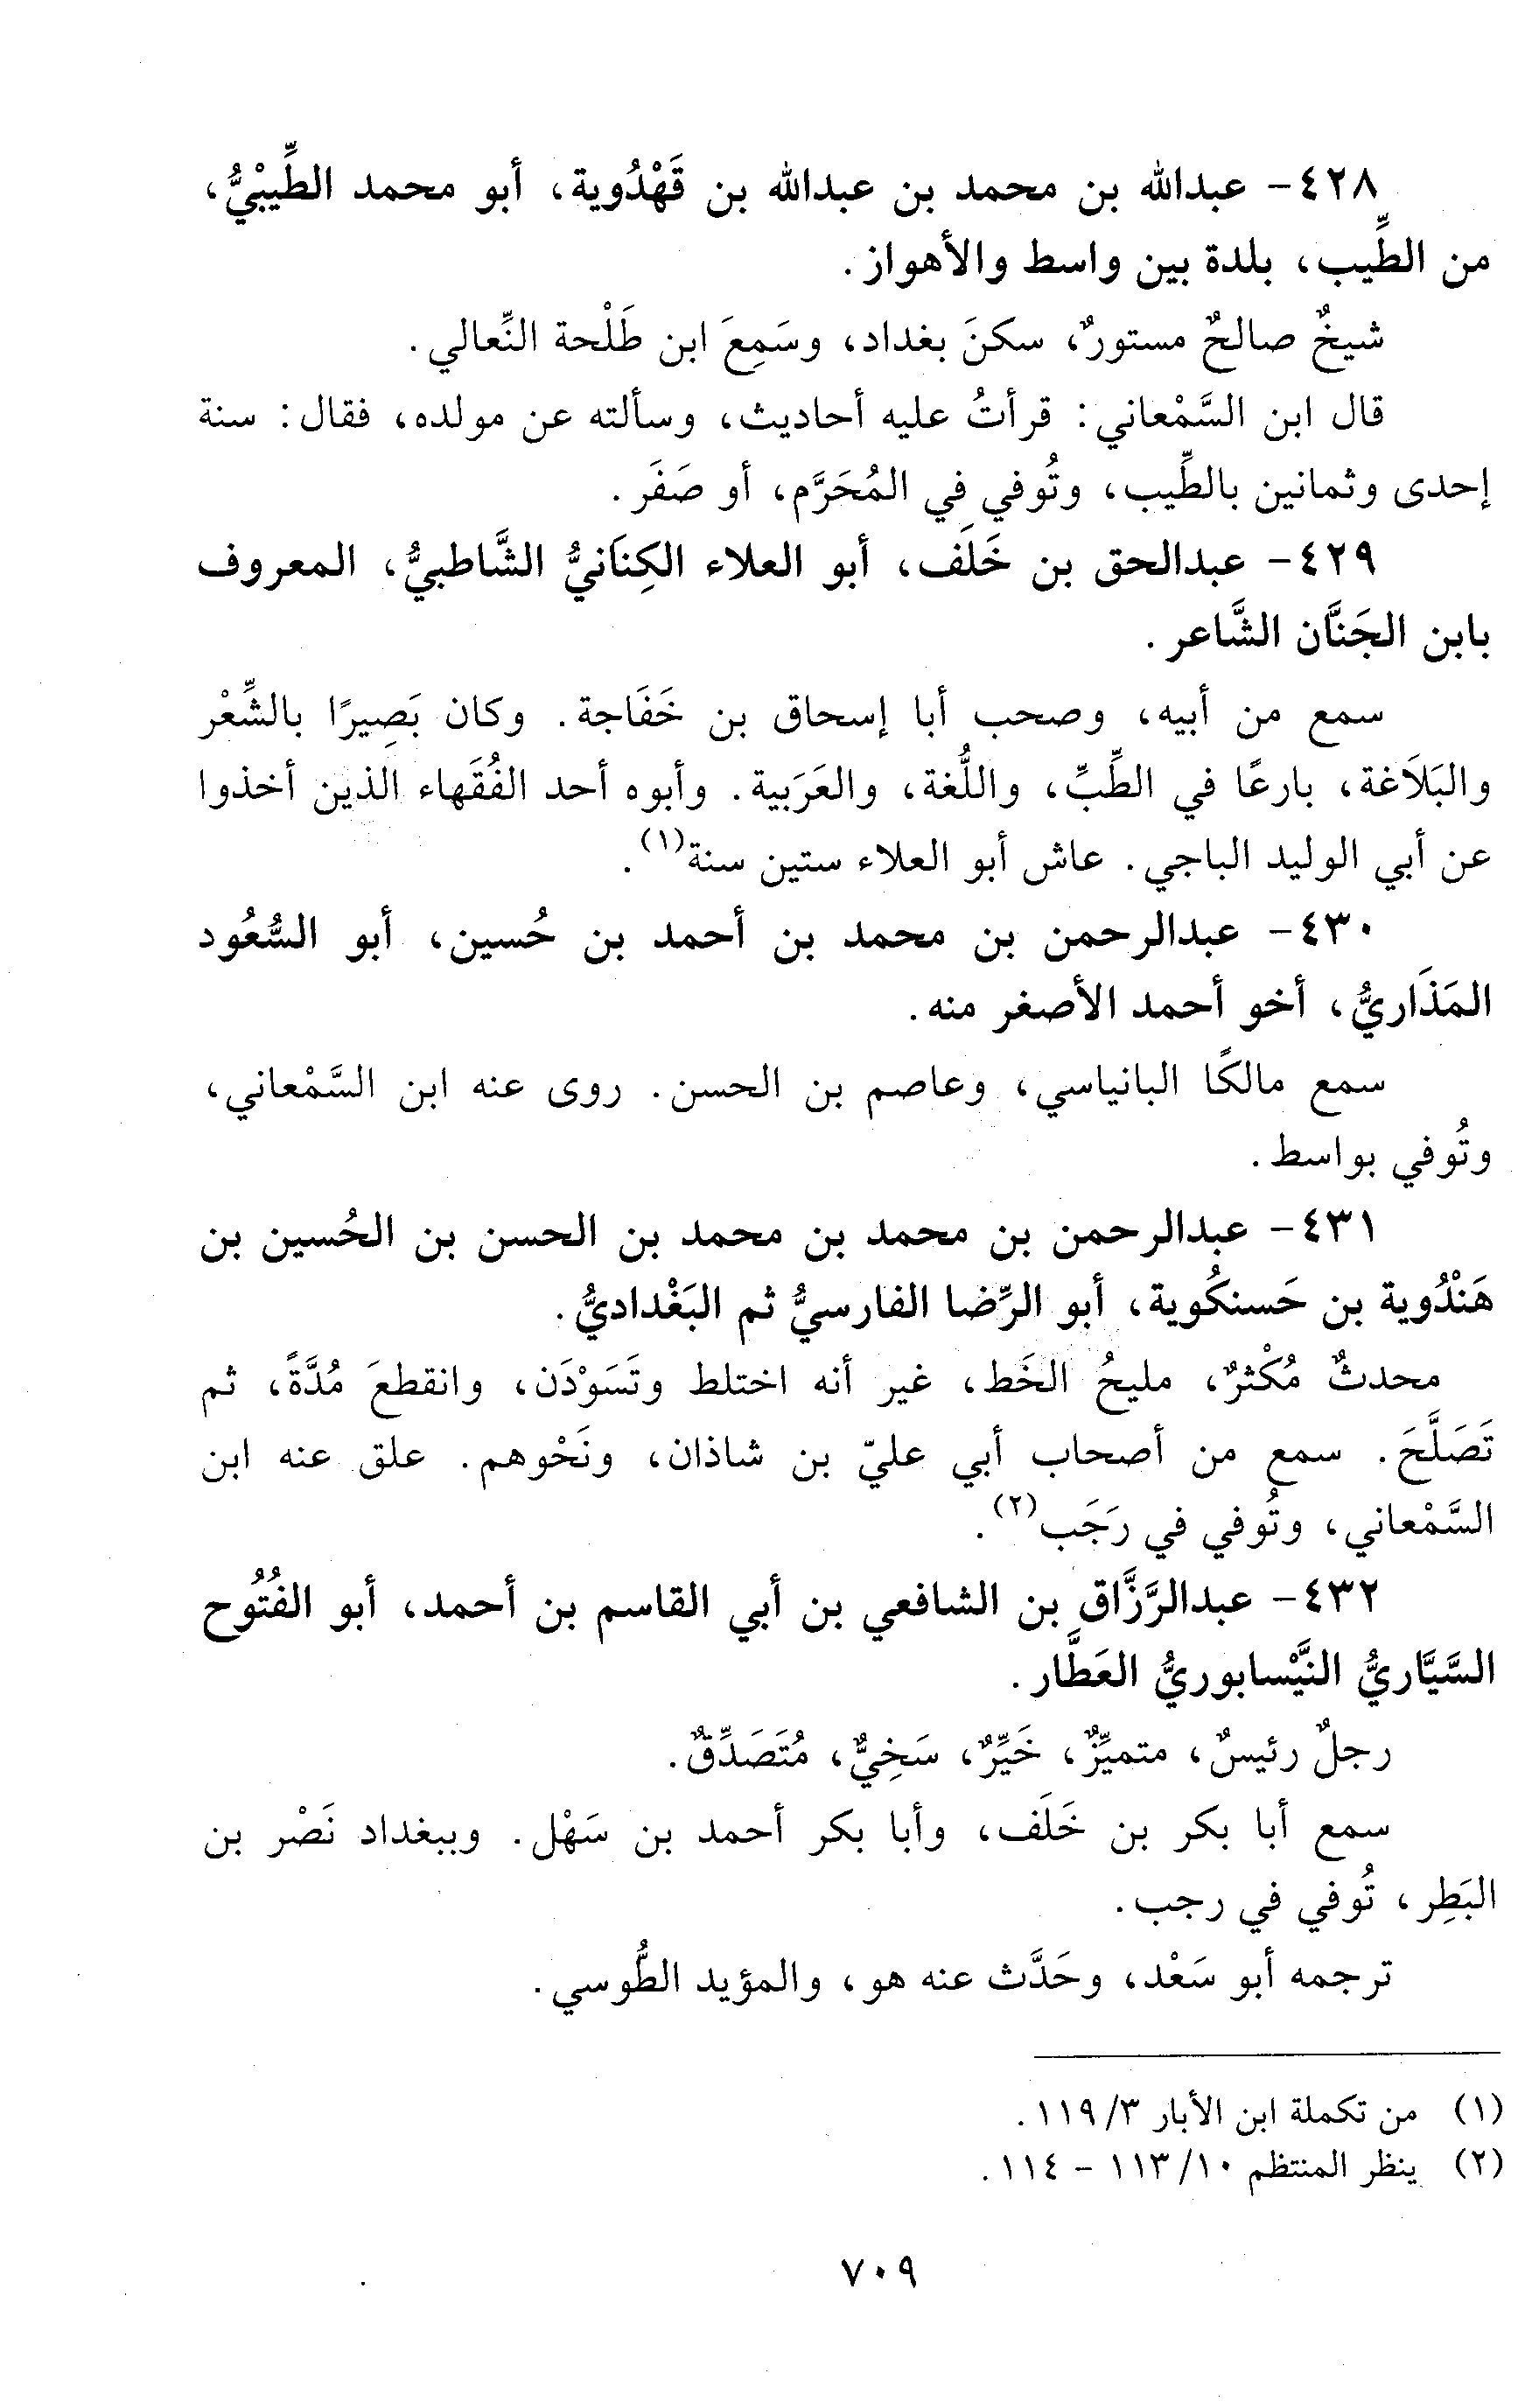 ٤٢٨- عبدالله بن محمد بن عبدالله بن قَهْدُوية، أبو محمد الطِّيبْيُّ،
من الطِّيب، بلدة بين واسط والأهواز.
شيخٌ صالحٌ مستورٌ، سكنَ بغداد، وسَمِعَ ابن طَلْحة النِّعالي.
قال ابن السَّمْعاني: قرأتُ عليه أحاديث، وسألته عن مولده، فقال: سنة
إحدى وثمانين بالطِّيب، وتُوفي في المُحَرَّم، أو صَفَر.
٤٢٩- عبدالحق بن خَلَف، أبو العلاء الكِنَانيُّ الشَّاطبيُّ، المعروف
بابن الجَنَّان الشَّاعر.
سمع من أبيه، وصحب أبا إسحاق بن خَفَاجة. وكان بَصِيرًا بالشِّعْر
والبَلاَغة، بارعًا في الطِّبِّ، واللُّغة، والعَرَبية. وأبوه أحد الفُقَهاء الذين أخذوا
عن أبي الوليد الباجي. عاش أبو العلاء ستين سنة(١).
٤٣٠- عبدالرحمن بن محمد بن أحمد بن حُسين، أبو السُّعُود
المَذَاريُّ، أخو أحمد الأصغر منه.
سمع مالكًا البانياسي، وعاصم بن الحسن. روى عنه ابن السَّمْعاني،
وتُوفي بواسط.
٤٣١- عبدالرحمن بن محمد بن محمد بن الحسن بن الحُسين بن
هَنْدُوية بن حَسنكُوية، أبو الرِّضا الفارسيُّ ثم البَغْداديُّ.
محدثٌ مُكْثرٌ، مليحُ الخَط، غير أنه اختلط وتَسَوْدَن، وانقطعَ مُدَّةً، ثم
تَصَلَّحَ. سمع من أصحاب أبي عليّ بن شاذان، ونَحْوهم. علق عنه ابن
السَّمْعاني، وتُوفي في رَجَب(٢).
٤٣٢- عبدالرَّزَّاق بن الشافعي بن أبي القاسم بن أحمد، أبو الفُتُوح
السَّيَّاريُّ النَّيْسابوريُّ العَطَّار.
رجلٌ رئيسٌ، متميِّزٌ، خَيِّرٌ، سَخِيٌّ، مُتَصَدِّقٌ.
سمع أبا بكر بن خَلَف، وأبا بكر أحمد بن سَهْل. وببغداد نَصْر بن
البَطِر، تُوفي في رجب.
ترجمه أبو سَعْد، وحَدَّث عنه هو، والمؤيد الطُّوسي.
(١) من تكملة ابن الأبار ٣/ ١١٩.
(٢) ينظر المنتظم ١٠/ ١١٣ - ١١٤.
٧٠٩